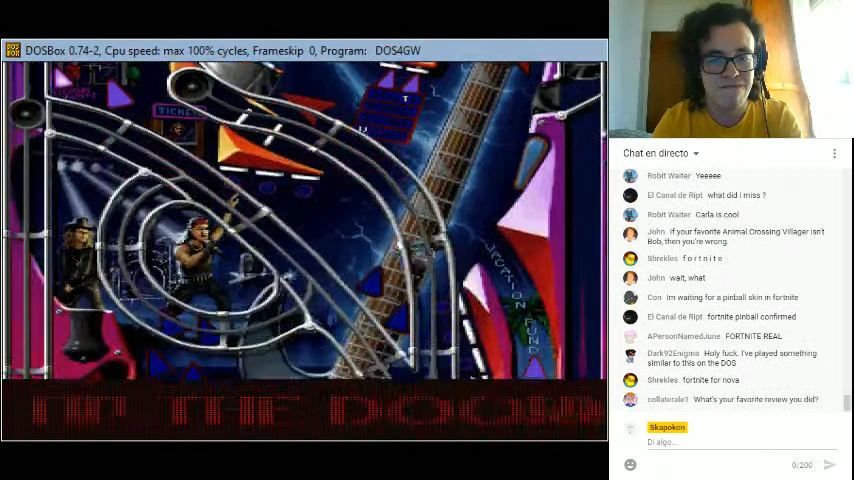 DOSBox 0.74-2, Cpu speed: max 100% cycles, Frameskip 0, Program: DOS4GW
TICKET
Chat en directo
Robit Waiter Yeeeee
El Canal de Ript what did i miss ?
Robit Waiter Carla is cool
John If your favorite Animal Crossing Villager isn't
Bob, then you're wrong.
Shrekles f o r t n i t e
John wait, what
Con Im waiting for a pinball skin in fortnite
El Canal de Ript fortnite pinball confirmed
APersonNamedJune FORTNITE REAL
Dark92Enigma Holy fuck. I've played something
similar to this on the DOS
Shrekles fortnite for nova
collaterale1 What's your favorite review you did?
Skapokon
Di algo...
0/200
THE DOOR